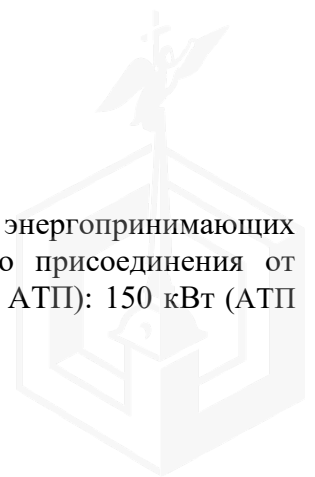 энергопринимающих
о присоединения от
АТП): 150 кВт (АТП